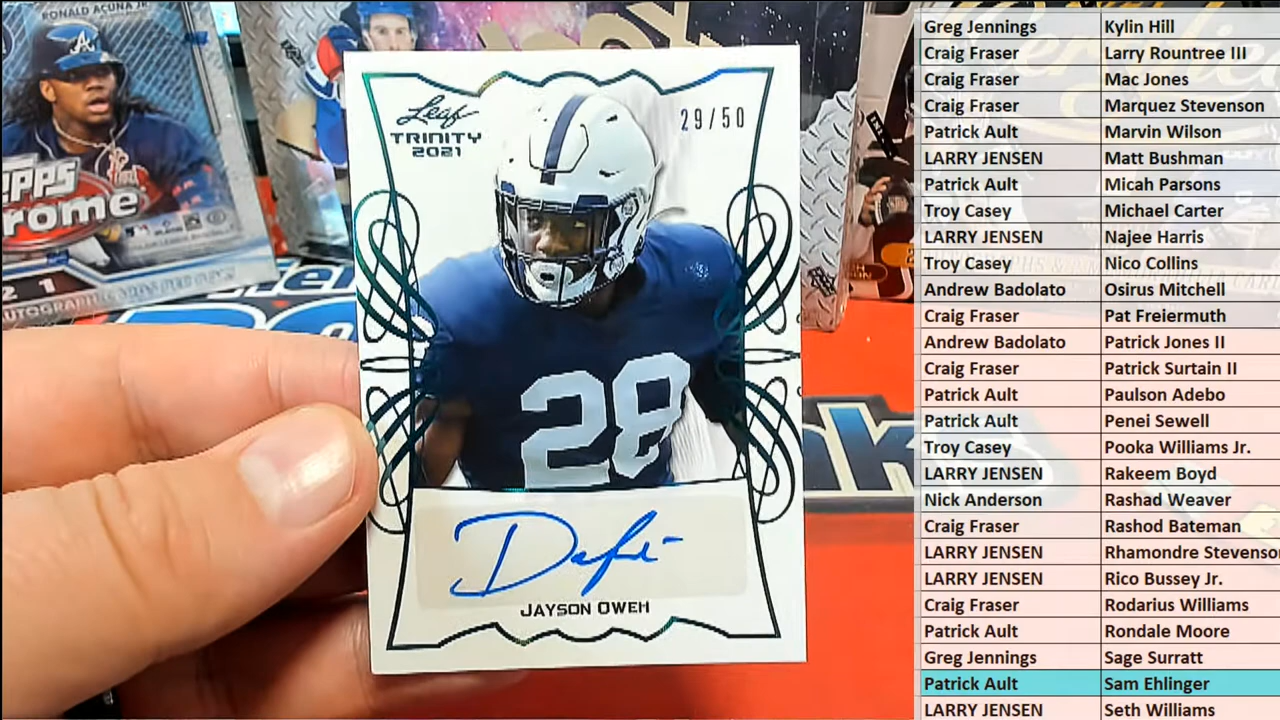 RONALD ACUÑA JR.
A
TOPPS
Chrome
2 1
Leaf
TRINITY
2021
29/50
28
JAYSON OWEH
Greg Jennings Kylin Hill
Craig Fraser Larry Rountree III
Craig Fraser Mac Jones
Craig Fraser Marquez Stevenson
Patrick Ault Marvin Wilson
LARRY JENSEN Matt Bushman
Patrick Ault Micah Parsons
Troy Casey Michael Carter
LARRY JENSEN Najee Harris
Troy Casey Nico Collins
Andrew Badolato Osirus Mitchell
Craig Fraser Pat Freiermuth
Andrew Badolato Patrick Jones II
Craig Fraser Patrick Surtain II
Patrick Ault Paulson Adebo
Patrick Ault Penei Sewell
Troy Casey Pooka Williams Jr.
LARRY JENSEN Rakeem Boyd
Nick Anderson Rashad Weaver
Craig Fraser Rashod Bateman
LARRY JENSEN Rhamondre Stevenso
LARRY JENSEN Rico Bussey Jr.
Craig Fraser Rodarius Williams
Patrick Ault Rondale Moore
Greg Jennings Sage Surratt
Patrick Ault Sam Ehlinger
LARRY JENSEN Seth Williams